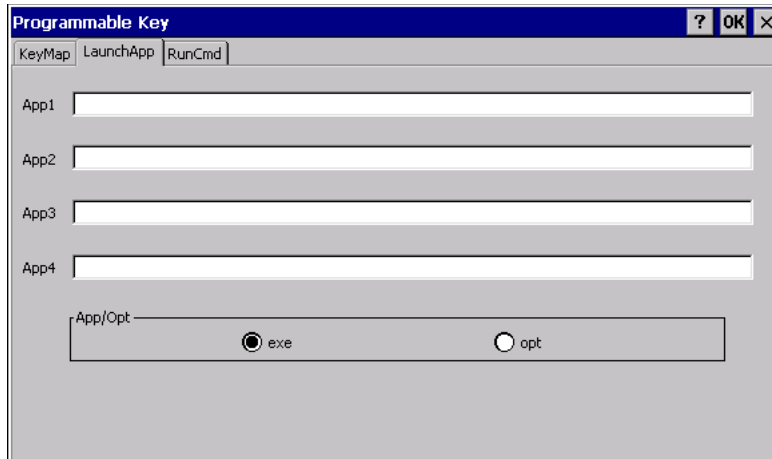 Programmable Key ? OK ×
KeyMap LaunchApp RunCmd
App1
App2
App3
App4
App/Opt
exe opt